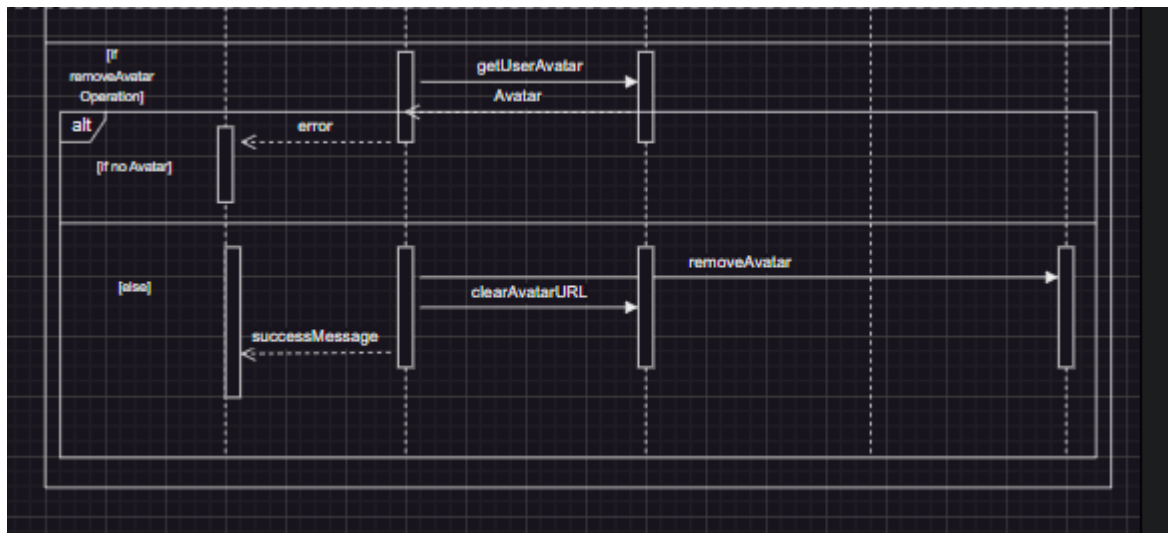 [If
removeAvatar
Operation]
getUserAvatar
Avatar
alt
error
[If no Avatar]
removeAvatar
[else]
clearAvatarURL
successMessage